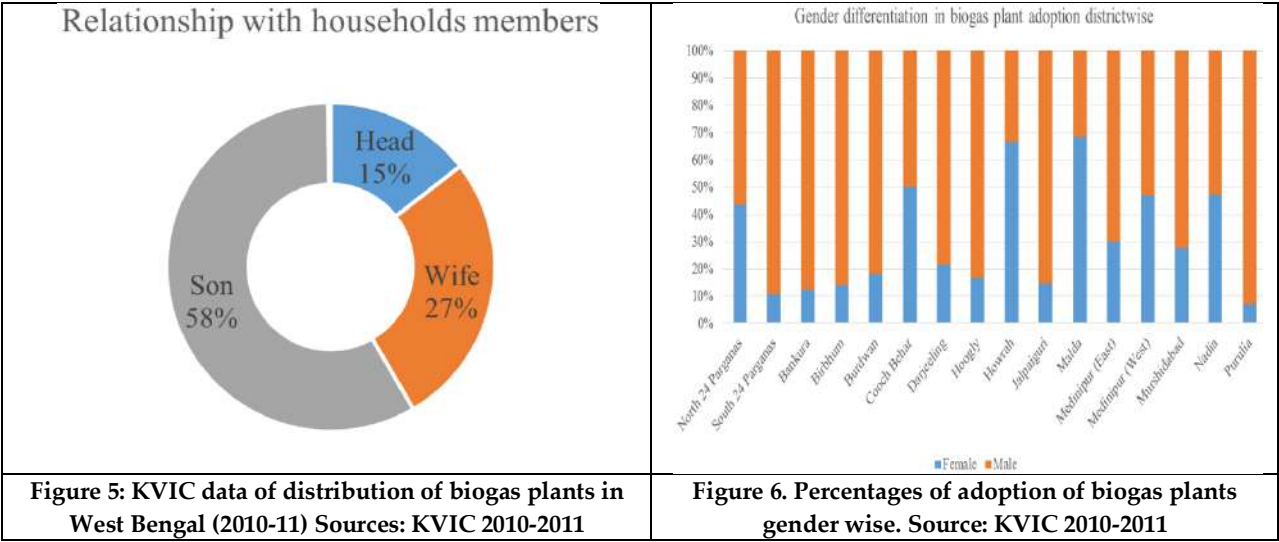 Relationship with households members
Head
15%
Wife
27%
Son
58%
Gender differentiation in biogas plant adoption districtwise
100%
90%
80%
70%
60%
50%
40%
30%
20%
10%
0%
North 24 Parganas
South 24 Parganas
Bankura
Birbhum
Burdwan
Cooch Behar
Darjeeling
Hoogly
Howrah
Jalpaiguri
Malda
Medinipur (East)
Medinipur (West)
Murshidabad
Nadia
Purulia
Female Male
Figure 5: KVIC data of distribution of biogas plants in
West Bengal (2010-11) Sources: KVIC 2010-2011
Figure 6. Percentages of adoption of biogas plants
gender wise. Source: KVIC 2010-2011